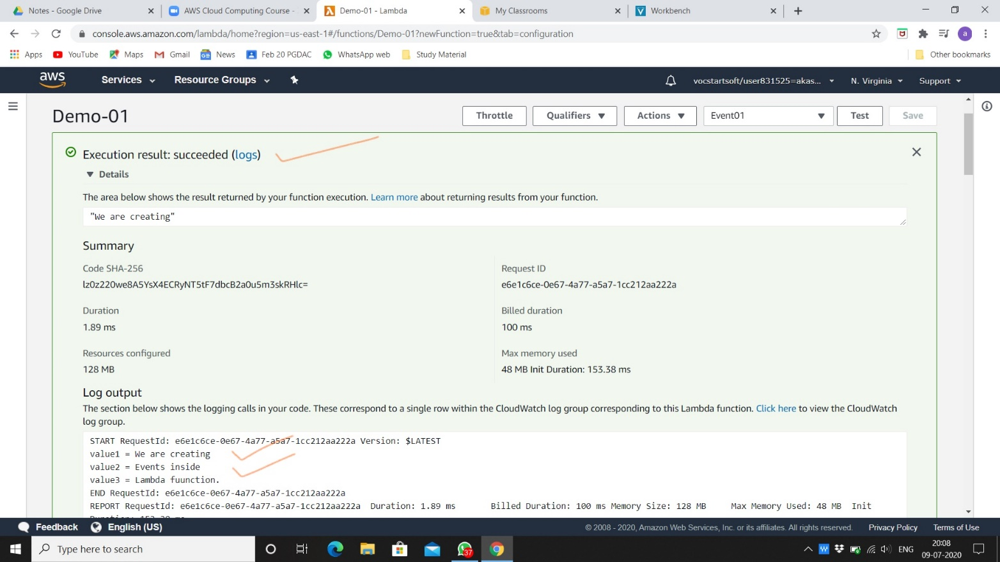 Notes - Google Drive
AWS Cloud Computing Course -
Demo-01 - Lambda
My Classrooms
Workbench
console.aws.amazon.com/lambda/home?region=us-east-1#/functions/Demo-01?newFunction=true&tab=configuration
a
Apps YouTube Maps Gmail News Feb 20 PGDAC WhatsApp web Study Material Other bookmarks
aws Services Resource Groups vocstartsoft/user831525=akas... N. Virginia Support
Demo-01 Throttle Qualifiers Actions Event01 Test Save
Execution result: succeeded (logs)
Details
The area below shows the result returned by your function execution. Learn more about returning results from your function.
"We are creating"
Summary
Code SHA-256
lz0z220we8A5YsX4ECRyNT5tF7dbcB2a0u5m3skRHlc=
Request ID
e6e1c6ce-0e67-4a77-a5a7-1cc212aa222a
Duration
1.89 ms
Billed duration
100 ms
Resources configured
128 MB
Max memory used
48 MB Init Duration: 153.38 ms
Log output
The section below shows the logging calls in your code. These correspond to a single row within the CloudWatch log group corresponding to this Lambda function. Click here to view the CloudWatch
log group.
START RequestId: e6e1c6ce-0e67-4a77-a5a7-1cc212aa222a Version: $LATEST
value1 = We are creating
value2 = Events inside
value3 = Lambda fuunction.
END RequestId: e6e1c6ce-0e67-4a77-a5a7-1cc212aa222a
REPORT RequestId: e6e1c6ce-0e67-4a77-a5a7-1cc212aa222a Duration: 1.89 ms Billed Duration: 100 ms Memory Size: 128 MB Max Memory Used: 48 MB Init
Duration: 153.38 ms
Feedback English (US) © 2008 - 2020, Amazon Web Services, Inc. or its affiliates. All rights reserved. Privacy Policy Terms of Use
Type here to search
37
ENG
20:08
09-07-2020